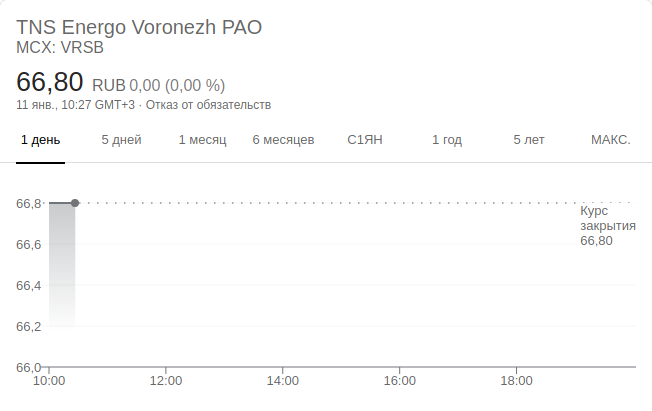 TNS Energo Voronezh PAO
MCX: VRSB
66,80 RUB 0,00 (0,00 %)
11 янв., 10:27 GMT+3 · Отказ от обязательств
1 день 5 дней 1 месяц 6 месяцев С1ЯН 1 год 5 лет МАКС.
66,8
Курс
закрытия
66,80
66,6
66,4
66,2
66,0
10:00 12:00 14:00 16:00 18:00